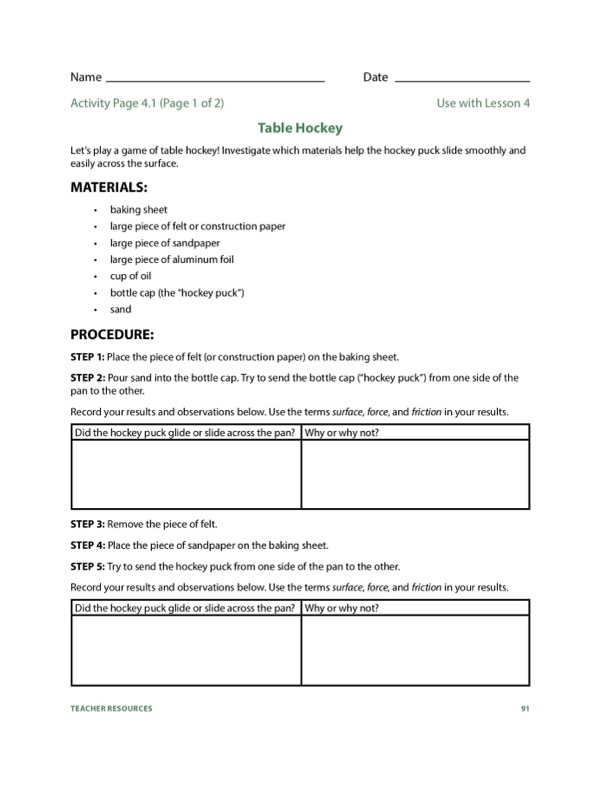 Name Date
Activity Page 4.1 (Page 1 of 2) Use with Lesson 4
Table Hockey
Let's play a game of table hockey! Investigate which materials help the hockey puck slide smoothly and
easily across the surface.
MATERIALS:
• baking sheet
• large piece of felt or construction paper
• large piece of sandpaper
• large piece of aluminum foil
• cup of oil
• bottle cap (the “hockey puck”)
• sand
PROCEDURE:
STEP 1: Place the piece of felt (or construction paper) on the baking sheet.
STEP 2: Pour sand into the bottle cap. Try to send the bottle cap (“hockey puck”) from one side of the
pan to the other.
Record your results and observations below. Use the terms surface, force, and friction in your results.
Did the hockey puck glide or slide across the pan? Why or why not?
STEP 3: Remove the piece of felt.
STEP 4: Place the piece of sandpaper on the baking sheet.
STEP 5: Try to send the hockey puck from one side of the pan to the other.
Record your results and observations below. Use the terms surface, force, and friction in your results.
Did the hockey puck glide or slide across the pan? Why or why not?
TEACHER RESOURCES 91